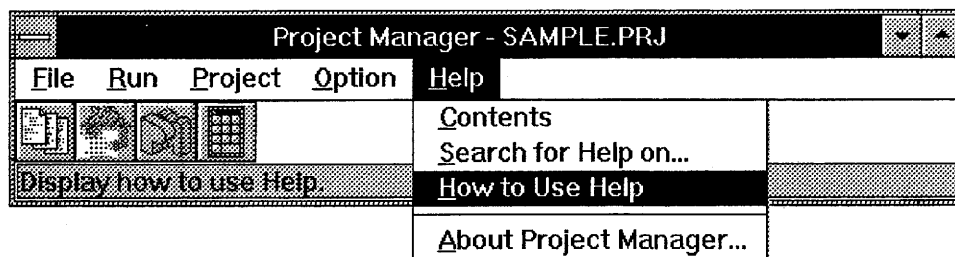 Project Manager - SAMPLE.PRJ
File Run Project Option Help
Contents
Search for Help on...
How to Use Help
About Project Manager...
Display how to use Help.